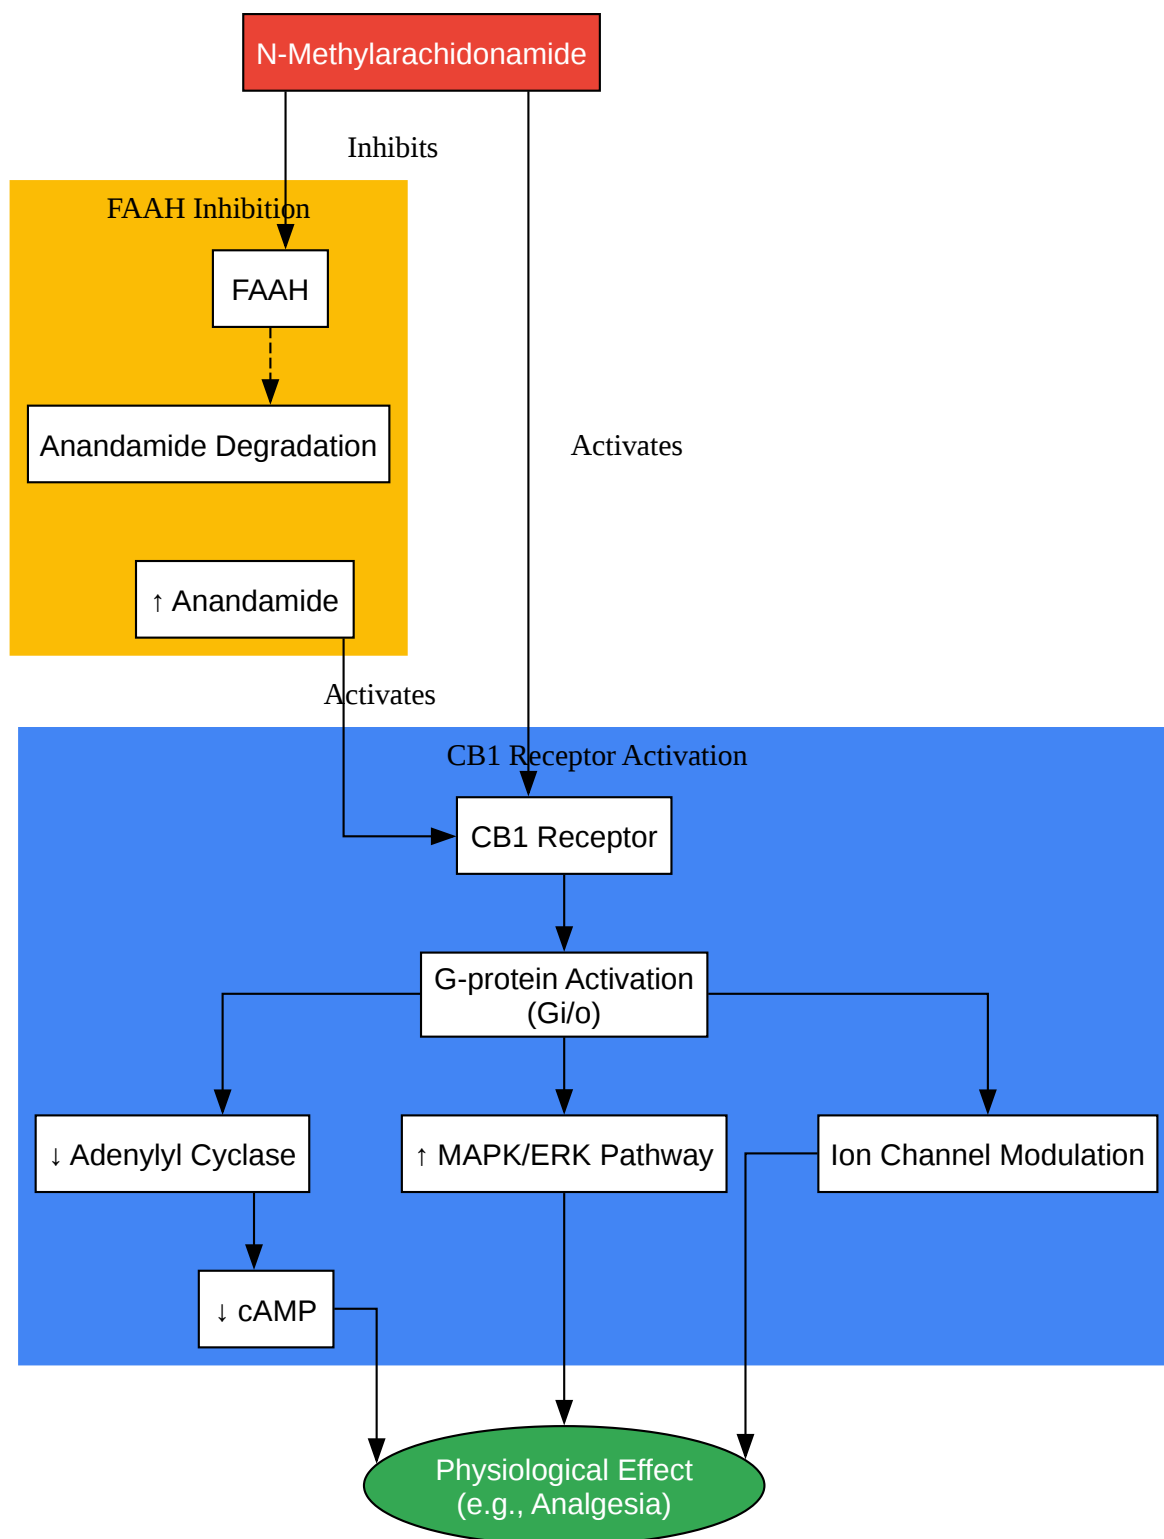 N-Methylarachidonamide
Inhibits
FAAH Inhibition
FAAH
Anandamide Degradation
Activates
↑ Anandamide
Activates
CB1 Receptor Activation
CB1 Receptor
G-protein Activation
(Gi/o)
↓ Adenylyl Cyclase
↑ MAPK/ERK Pathway
Ion Channel Modulation
↓ cAMP
Physiological Effect
(e.g., Analgesia)